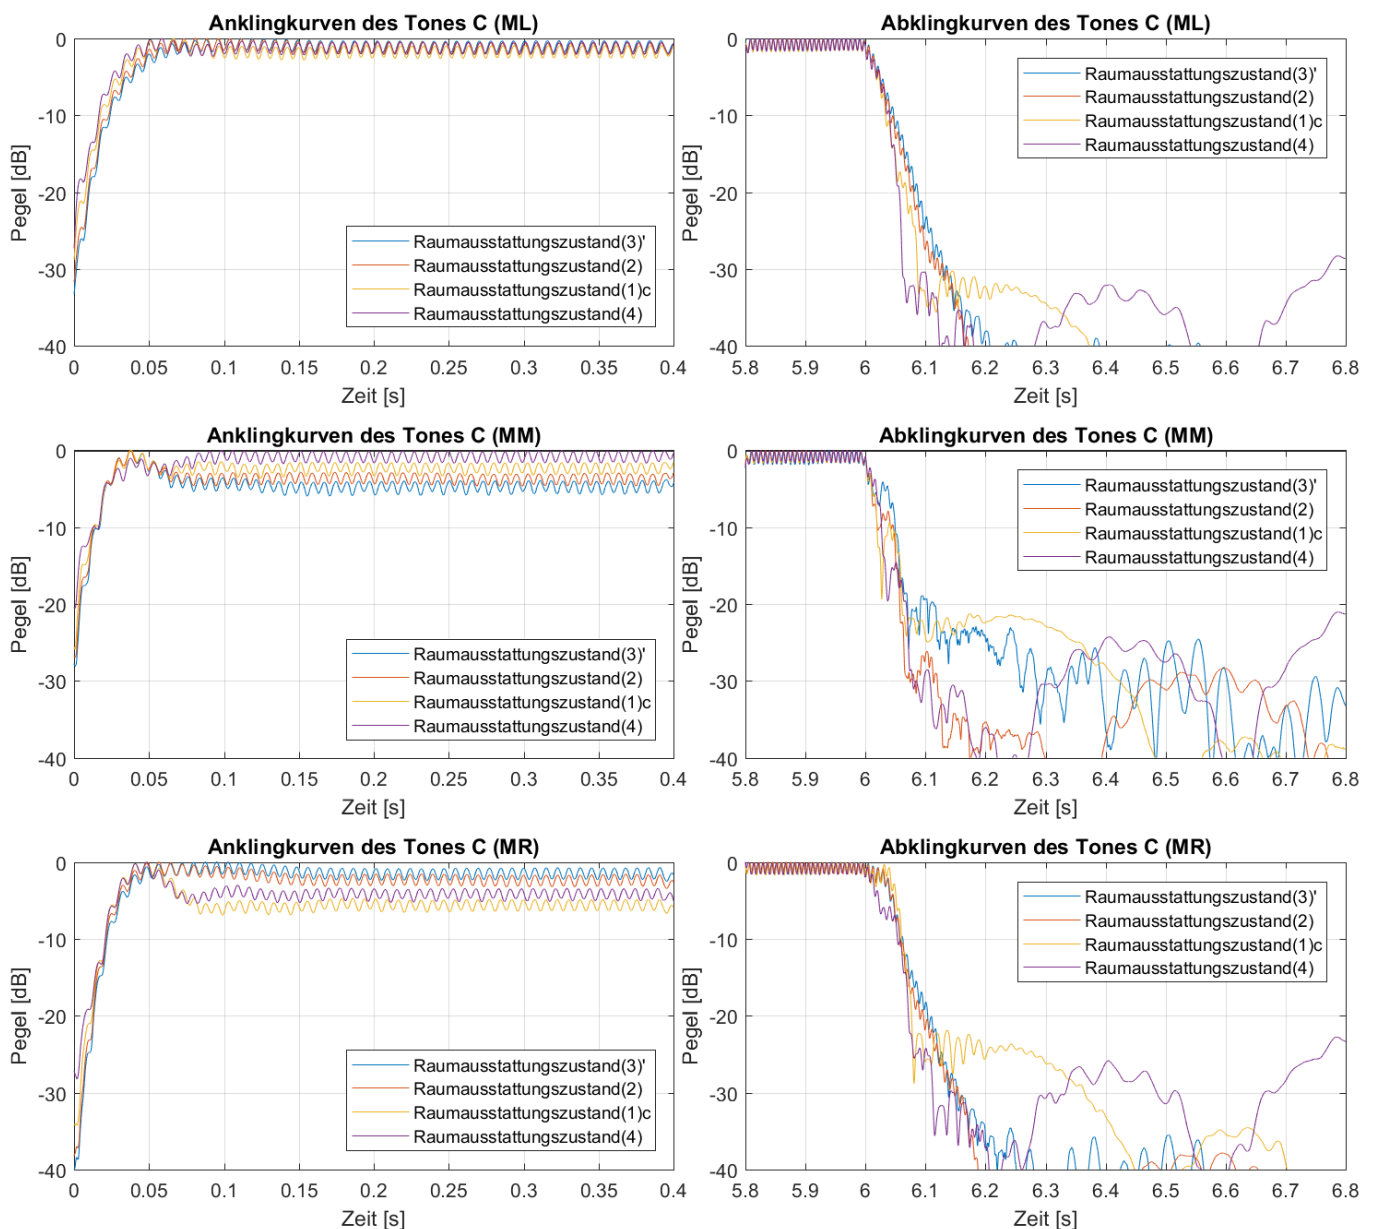 Anklingkurven des Tones C (ML)
Pegel [dB]
0
-10
-20
-30
-40
Raumausstattungszustand(3)'
Raumausstattungszustand(2)
Raumausstattungszustand(1)c
Raumausstattungszustand(4)
0 0.05 0.1 0.15 0.2 0.25 0.3 0.35 0.4
Zeit [s]
Abklingkurven des Tones C (ML)
Pegel [dB]
0
-10
-20
-30
-40
Raumausstattungszustand(3)'
Raumausstattungszustand(2)
Raumausstattungszustand(1)c
Raumausstattungszustand(4)
5.8 5.9 6 6.1 6.2 6.3 6.4 6.5 6.6 6.7 6.8
Zeit [s]
Anklingkurven des Tones C (MM)
Pegel [dB]
0
-10
-20
-30
-40
Raumausstattungszustand(3)'
Raumausstattungszustand(2)
Raumausstattungszustand(1)c
Raumausstattungszustand(4)
0 0.05 0.1 0.15 0.2 0.25 0.3 0.35 0.4
Zeit [s]
Abklingkurven des Tones C (MM)
Pegel [dB]
0
-10
-20
-30
-40
Raumausstattungszustand(3)'
Raumausstattungszustand(2)
Raumausstattungszustand(1)c
Raumausstattungszustand(4)
5.8 5.9 6 6.1 6.2 6.3 6.4 6.5 6.6 6.7 6.8
Zeit [s]
Anklingkurven des Tones C (MR)
Pegel [dB]
0
-10
-20
-30
-40
Raumausstattungszustand(3)'
Raumausstattungszustand(2)
Raumausstattungszustand(1)c
Raumausstattungszustand(4)
0 0.05 0.1 0.15 0.2 0.25 0.3 0.35 0.4
Zeit [s]
Abklingkurven des Tones C (MR)
Pegel [dB]
0
-10
-20
-30
-40
Raumausstattungszustand(3)'
Raumausstattungszustand(2)
Raumausstattungszustand(1)c
Raumausstattungszustand(4)
5.8 5.9 6 6.1 6.2 6.3 6.4 6.5 6.6 6.7 6.8
Zeit [s]